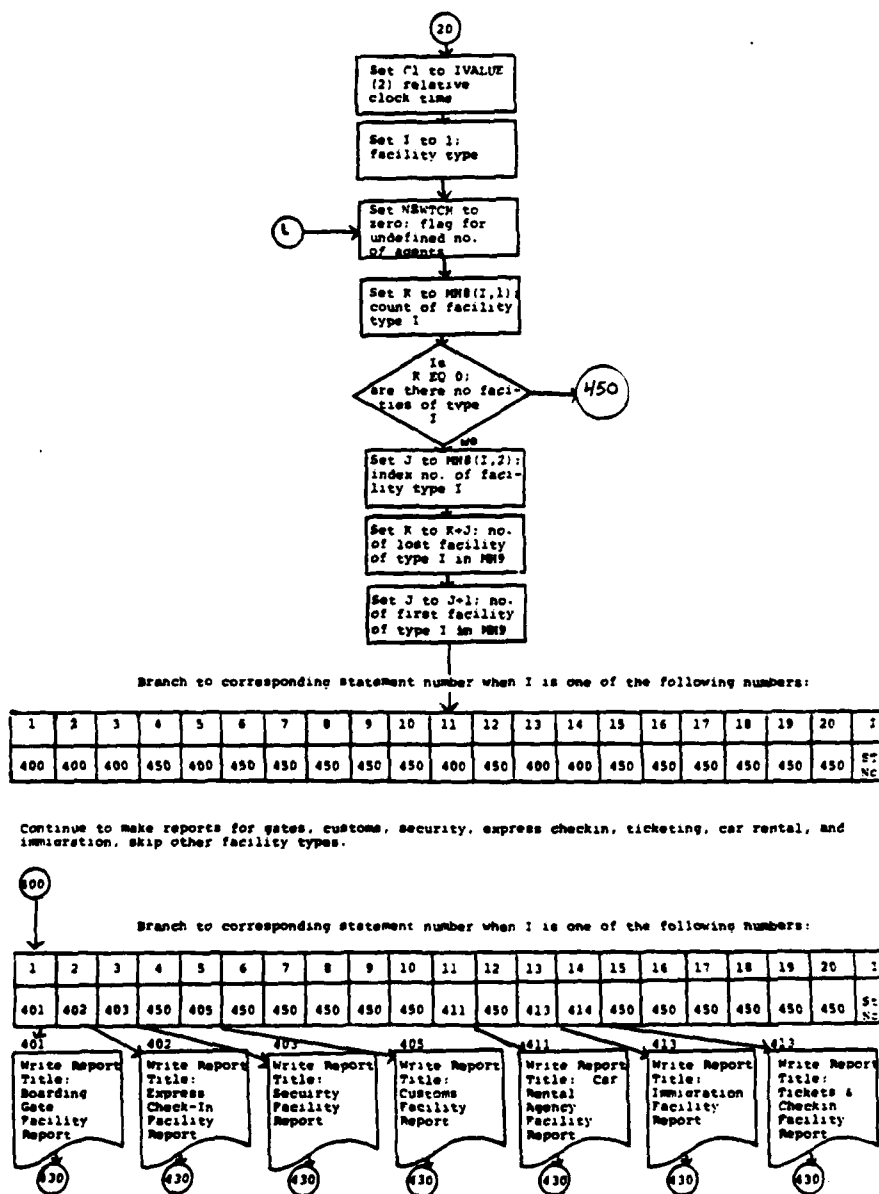 20
Set C1 to IVALUE
(2) relative
clock time
Set I to 1;
facility type
Set NSWTCH to
zero; flag for
undefined no.
of agents
L
Set K to MM8(I,1);
count of facility
type I
Is
K EQ 0;
are there no faci-
ties of type
I
450
Set J to MM8(I,2);
index no. of faci-
lity type I
Set K to K+J; no.
of lost facility
of type I in MM9
Set J to J+1; no.
of first facility
of type I in MM9
Branch to corresponding statement number when I is one of the following numbers:
1 2 3 4 5 6 7 8 9 10 11 12 13 14 15 16 17 18 19 20 I
400 400 400 450 400 450 450 450 450 450 400 450 400 400 450 450 450 450 450 450 ST
Nc
Continue to make reports for gates, customs, security, express checkin, ticketing, car rental, and
immigration, skip other facility types.
400
Branch to corresponding statement number when I is one of the following numbers:
1 2 3 4 5 6 7 8 9 10 11 12 13 14 15 16 17 18 19 20 I
401 402 403 450 405 450 450 450 450 450 411 450 413 414 450 450 450 450 450 450 St
Nc
401 402 403 405 411 413 413
Write Report
Title:
Boarding
Gate
Facility
Report
Write Report
Title:
Express
Check-In
Facility
Report
Write Report
Title:
Secuirty
Facility
Report
Write Report
Title:
Customs
Facility
Report
Write Report
Title: Car
Rental
Agency
Facility
Report
Write Report
Title:
Immigration
Facility
Report
Write Report
Title:
Tickets &
Checkin
Facility
Report
430 430 430 430 430 430 430